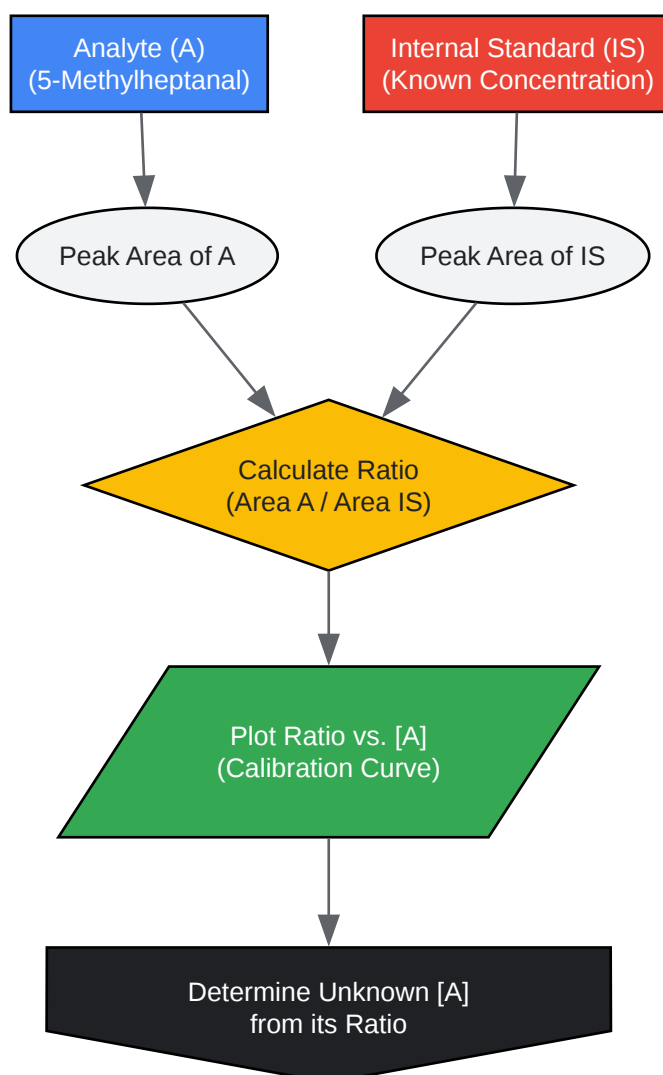 Analyte (A)
(5-Methylheptanal)
Internal Standard (IS)
(Known Concentration)
Peak Area of A
Peak Area of IS
Calculate Ratio
(Area A / Area IS)
Plot Ratio vs. [A]
(Calibration Curve)
Determine Unknown [A]
from its Ratio